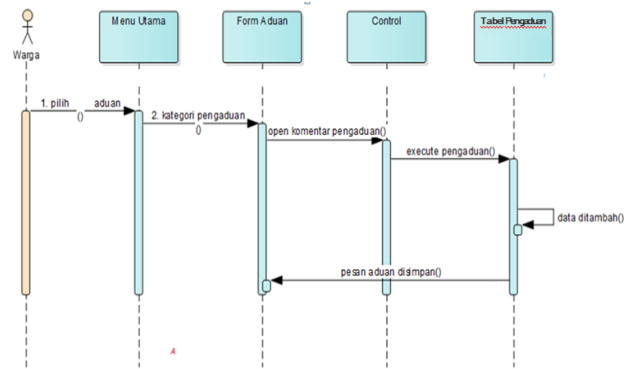 Menu Utama
Form Aduan
Control
Tabel Pengaduan
Warga
1. pilih aduan
()
2. kategori pengaduan
()
open komentar pengaduan()
execute pengaduan()
data ditambah()
pesan aduan disimpan()
A